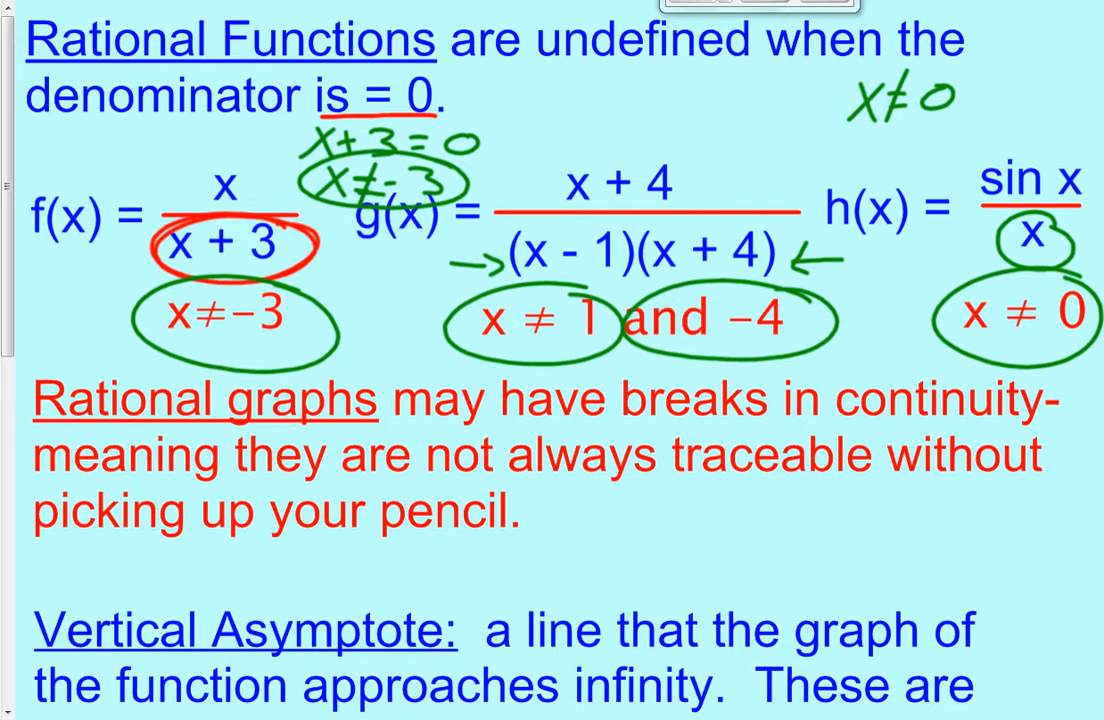 Rational Functions are undefined when the
denominator is = 0.
x ≠ 0
x + 3 = 0
x ≠ -3
f(x) = x / x + 3
g(x) = x + 4 / (x - 1)(x + 4)
h(x) = sin x / x
x ≠ -3
x ≠ 1 and -4
x ≠ 0
Rational graphs may have breaks in continuity-
meaning they are not always traceable without
picking up your pencil.
Vertical Asymptote: a line that the graph of
the function approaches infinity. These are